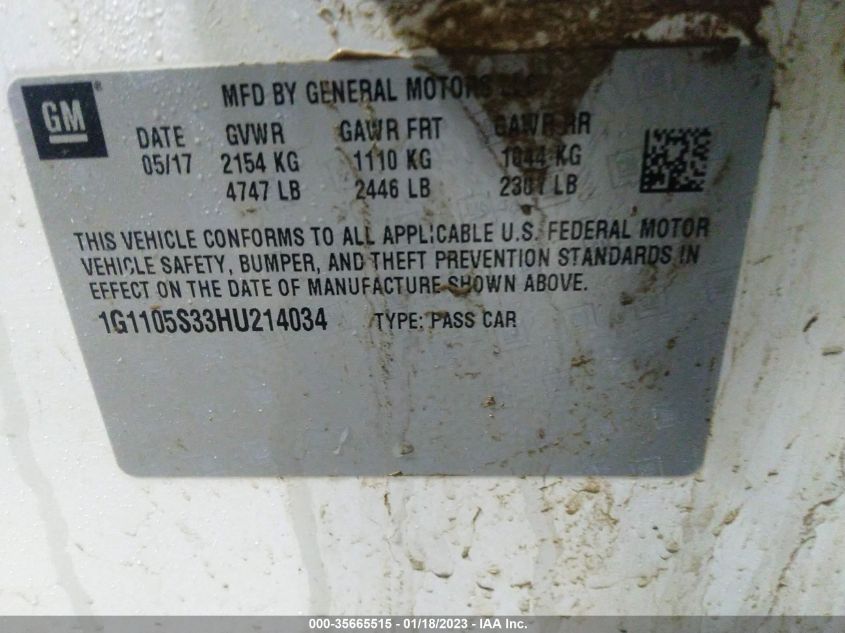 GM ®
MFD BY GENERAL MOTORS LLC
DATE GVWR GAWR FRT GAWR RR
05/17 2154 KG 1110 KG 1044 KG
4747 LB 2446 LB LB
THIS VEHICLE CONFORMS TO ALL APPLICABLE U.S. FEDERAL MOTOR
VEHICLE SAFETY, BUMPER, AND THEFT PREVENTION STANDARDS IN
EFFECT ON THE DATE OF MANUFACTURE SHOWN ABOVE.
1G1105S33HU214034 TYPE: PASS CAR
000-35665515 - 01/18/2023 - IAA Inc.